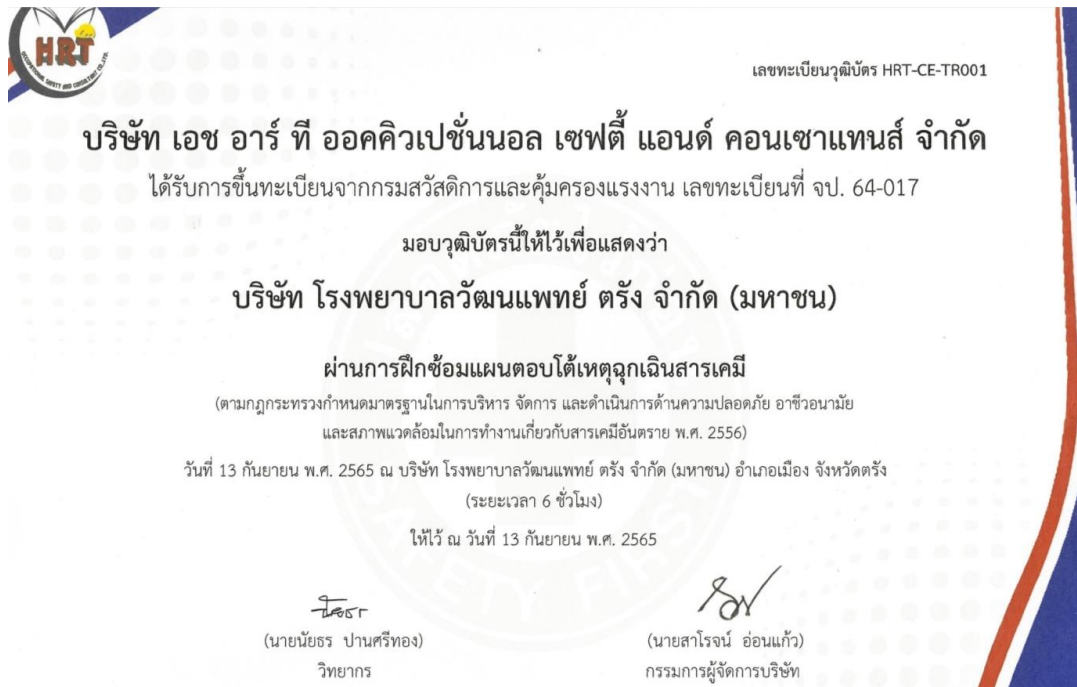 HRT
OCCUPATIONAL SAFETY AND CONSULTANT CO.,LTD.
เลขทะเบียนวุฒิบัตร HRT-CE-TR001
บริษัท เอช อาร์ ที ออคคิวเปชั่นนอล เซฟตี้ แอนด์ คอนเซาแทนส์ จำกัด
ได้รับการขึ้นทะเบียนจากกรมสวัสดิการและคุ้มครองแรงงาน เลขทะเบียนที่ จป. 64-017
มอบวุฒิบัตรนี้ให้ไว้เพื่อแสดงว่า
บริษัท โรงพยาบาลวัฒนแพทย์ ตรัง จำกัด (มหาชน)
ผ่านการฝึกซ้อมแผนตอบโต้เหตุฉุกเฉินสารเคมี
(ตามกฎกระทรวงกำหนดมาตรฐานในการบริหาร จัดการ และดำเนินการด้านความปลอดภัย อาชีวอนามัย
และสภาพแวดล้อมในการทำงานเกี่ยวกับสารเคมีอันตราย พ.ศ. 2556)
วันที่ 13 กันยายน พ.ศ. 2565 ณ บริษัท โรงพยาบาลวัฒนแพทย์ ตรัง จำกัด (มหาชน) อำเภอเมือง จังหวัดตรัง
(ระยะเวลา 6 ชั่วโมง)
ให้ไว้ ณ วันที่ 13 กันยายน พ.ศ. 2565
SAFETY FIRST
(นายนัยธร ปานศรีทอง)
วิทยากร
(นายสาโรจน์ อ่อนแก้ว)
กรรมการผู้จัดการบริษัท